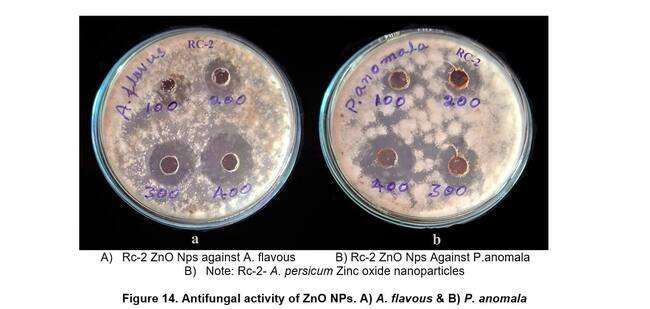 A. flavus
RC-2
100
200
300
400
a
P. anomala
RC-2
100
200
400
300
b
A) Rc-2 ZnO Nps against A. flavous
B) Rc-2 ZnO Nps Against P.anomala
B) Note: Rc-2- A. persicum Zinc oxide nanoparticles
Figure 14. Antifungal activity of ZnO NPs. A) A. flavous & B) P. anomala